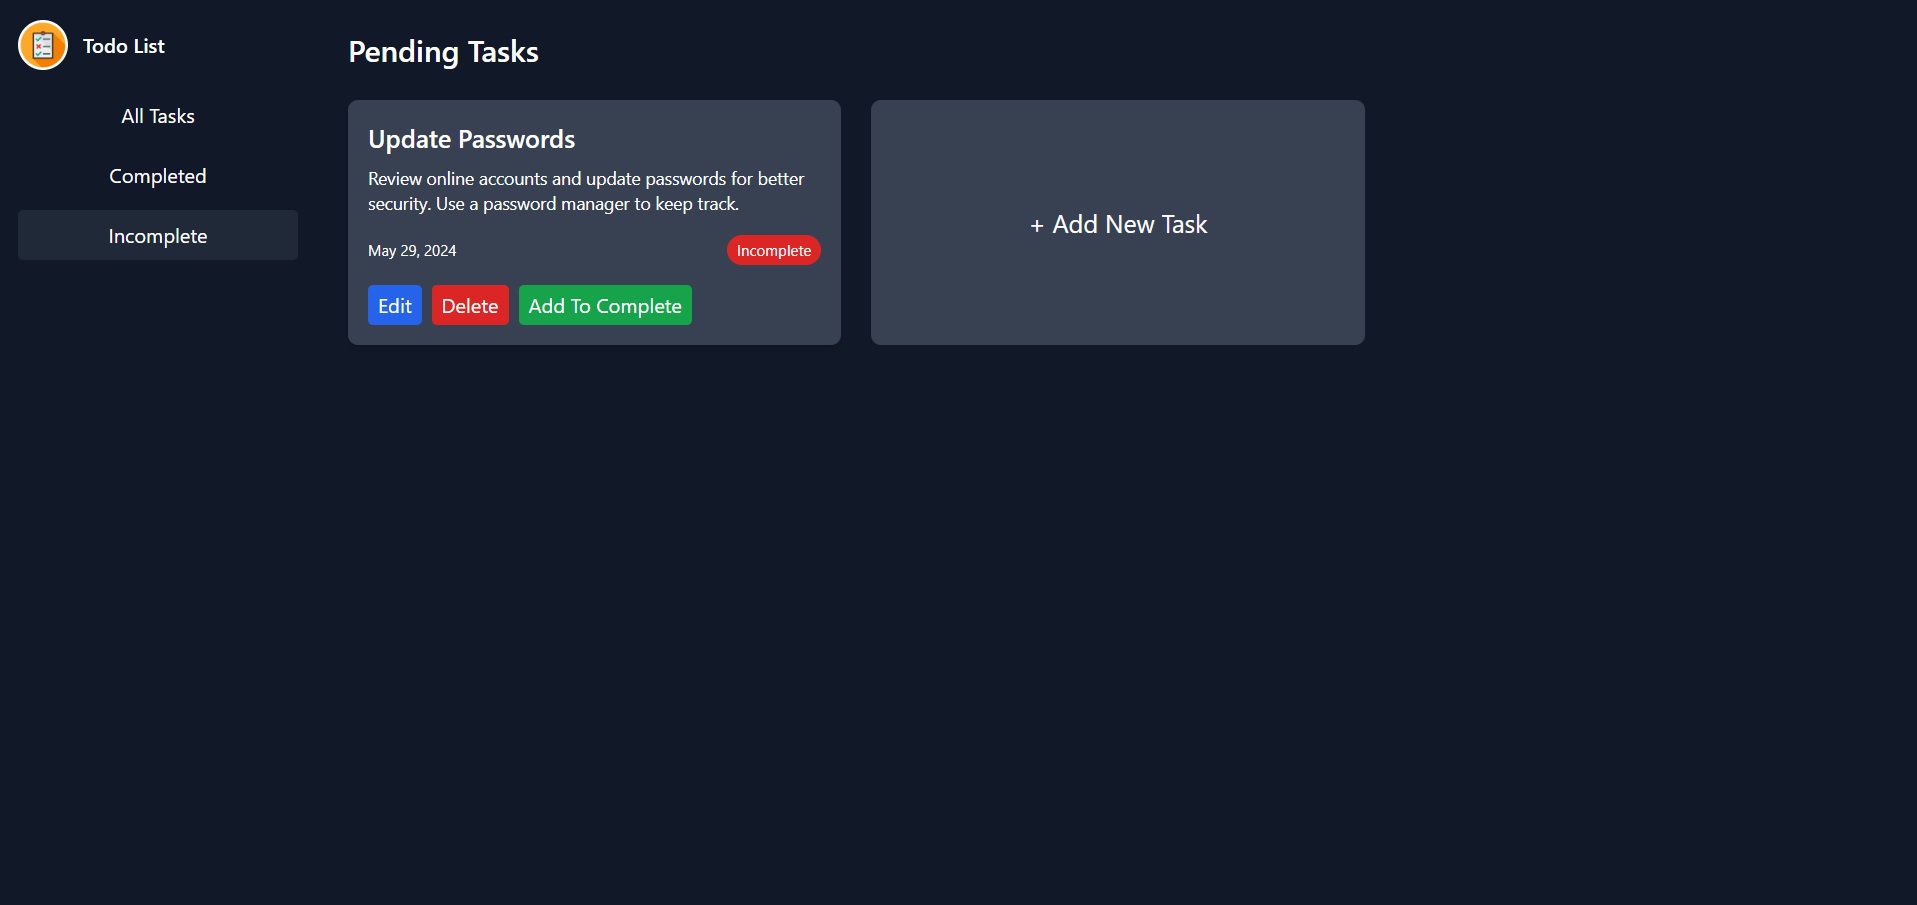 Todo List
All Tasks
Completed
Incomplete
Pending Tasks
Update Passwords
Review online accounts and update passwords for better
security. Use a password manager to keep track.
May 29, 2024
Incomplete
Edit
Delete
Add To Complete
+ Add New Task